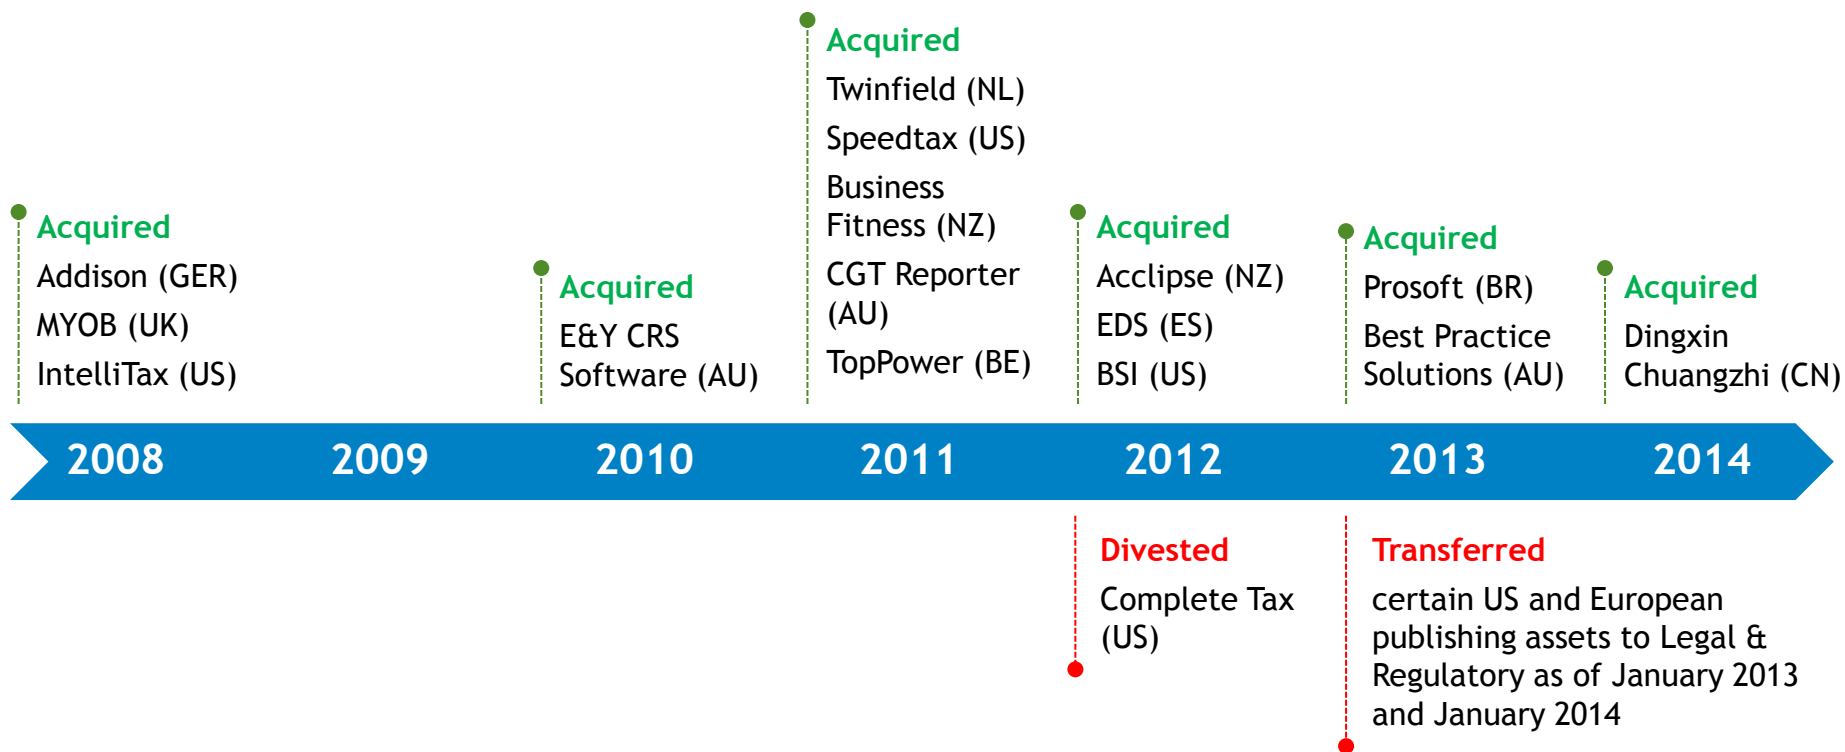 Acquired
Addison (GER)
MYOB (UK)
IntelliTax (US)
Acquired
E&Y CRS
Software (AU)
Acquired
Twinfield (NL)
Speedtax (US)
Business
Fitness (NZ)
CGT Reporter
(AU)
TopPower (BE)
Acquired
Acclipse (NZ)
EDS (ES)
BSI (US)
Acquired
Prosoft (BR)
Best Practice
Solutions (AU)
Acquired
Dingxin
Chuangzhi (CN)
2008 2009 2010 2011 2012 2013 2014
Divested
Complete Tax
(US)
Transferred
certain US and European
publishing assets to Legal &
Regulatory as of January 2013
and January 2014